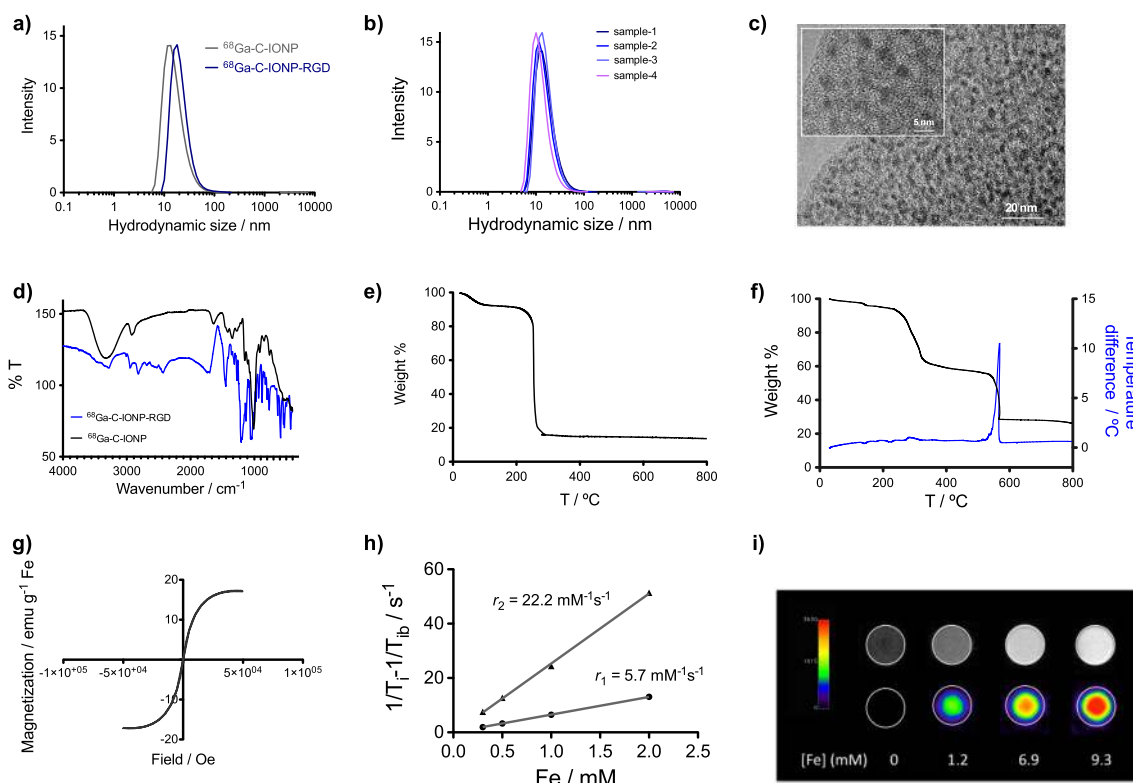 a)
15
10
5
0
Intensity
0.1 1 10 100 1000 10000
Hydrodynamic size / nm
⁶⁸Ga-C-IONP
⁶⁸Ga-C-IONP-RGD
b)
15
10
5
0
Intensity
0.1 1 10 100 1000 10000
Hydrodynamic size / nm
sample-1
sample-2
sample-3
sample-4
c)
5 nm
20 nm
d)
150
100
50
% T
⁶⁸Ga-C-IONP-RGD
⁶⁸Ga-C-IONP
4000 3000 2000 1000
Wavenumber / cm⁻¹
e)
100
80
60
40
20
0
Weight %
0 200 400 600 800
T / ºC
f)
100
80
60
40
20
0
Weight %
15
10
5
0
Temperature
difference / ºC
0 200 400 600 800
T / ºC
g)
Magnetization / emu g⁻¹ Fe
20
10
-10
-20
-1×10⁺⁰⁵ -5×10⁺⁰⁴ 5×10⁺⁰⁴ 1×10⁺⁰⁵
Field / Oe
h)
60
40
20
0
1/Tᵢ-1/Tᵢb / s⁻¹
r₂ = 22.2 mM⁻¹s⁻¹
r₁ = 5.7 mM⁻¹s⁻¹
0.0 0.5 1.0 1.5 2.0 2.5
Fe / mM
i)
[Fe] (mM) 0 1.2 6.9 9.3